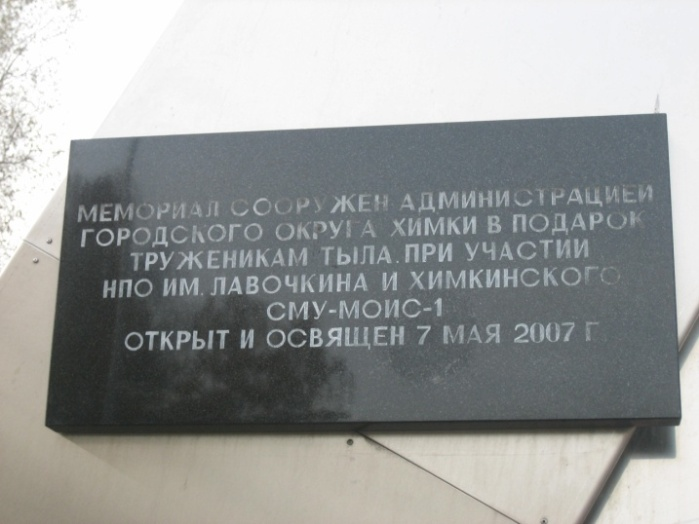 МЕМОРИАЛ СООРУЖЕН АДМИНИСТРАЦИЕЙ
ГОРОДСКОГО ОКРУГА ХИМКИ В ПОДАРОК
ТРУЖЕНИКАМ ТЫЛА. ПРИ УЧАСТИИ
НПО ИМ. ЛАВОЧКИНА И ХИМКИНСКОГО
СМУ-МОИС-1
ОТКРЫТ И ОСВЯЩЕН 7 МАЯ 2007 Г